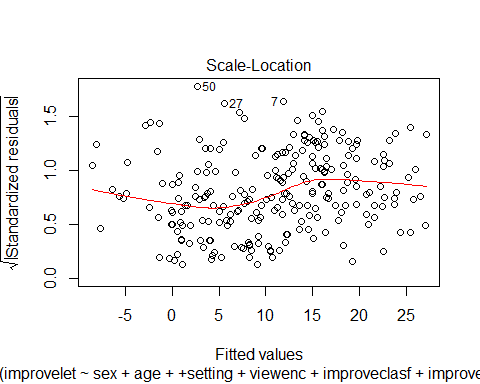 Scale-Location
√|Standardized residuals|
50
27
7
1.5
1.0
0.5
0.0
-5 0 5 10 15 20 25
Fitted values
(improvelet ~ sex + age + +setting + viewenc + improveclasf + improve